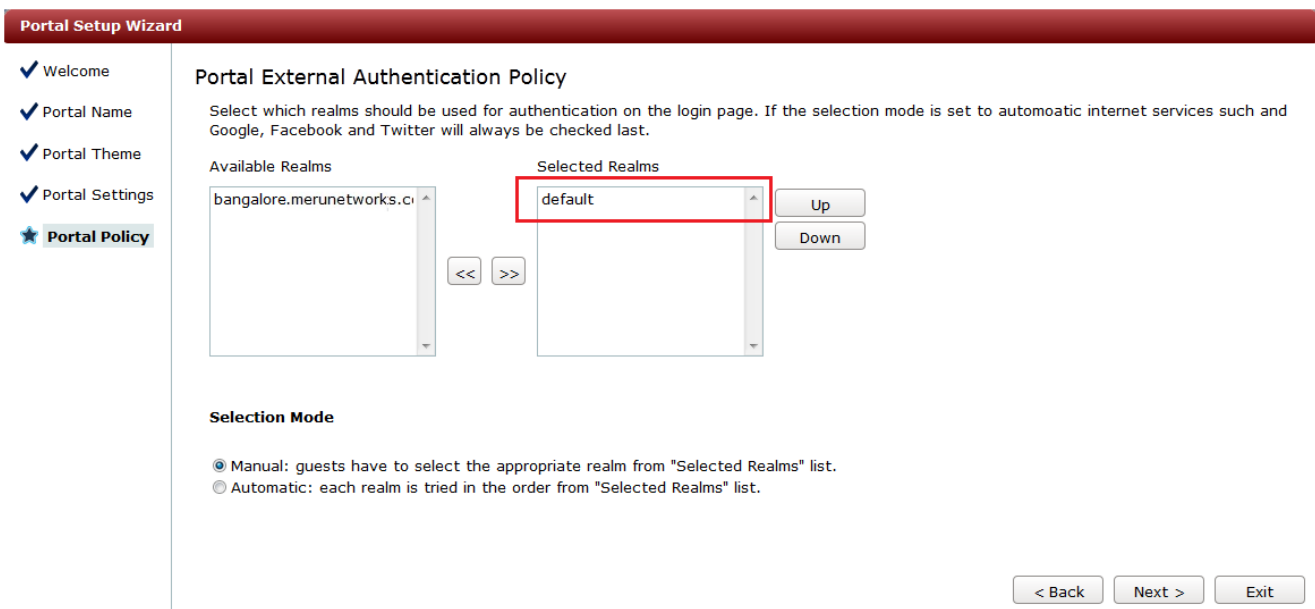 Portal Setup Wizard
Welcome
Portal Name
Portal Theme
Portal Settings
Portal Policy
Portal External Authentication Policy
Select which realms should be used for authentication on the login page. If the selection mode is set to automoatic internet services such and
Google, Facebook and Twitter will always be checked last.
Available Realms
bangalore.merunetworks.c
<< >>
Selected Realms
default
Up
Down
Selection Mode
Manual: guests have to select the appropriate realm from "Selected Realms" list.
Automatic: each realm is tried in the order from "Selected Realms" list.
< Back Next > Exit